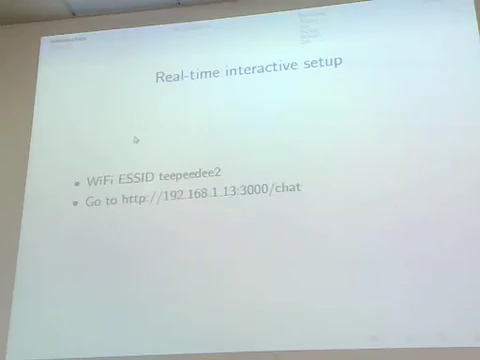 Real-time interactive setup
WiFi ESSID teepeedee2
Go to http://192.168.1.13:3000/chat